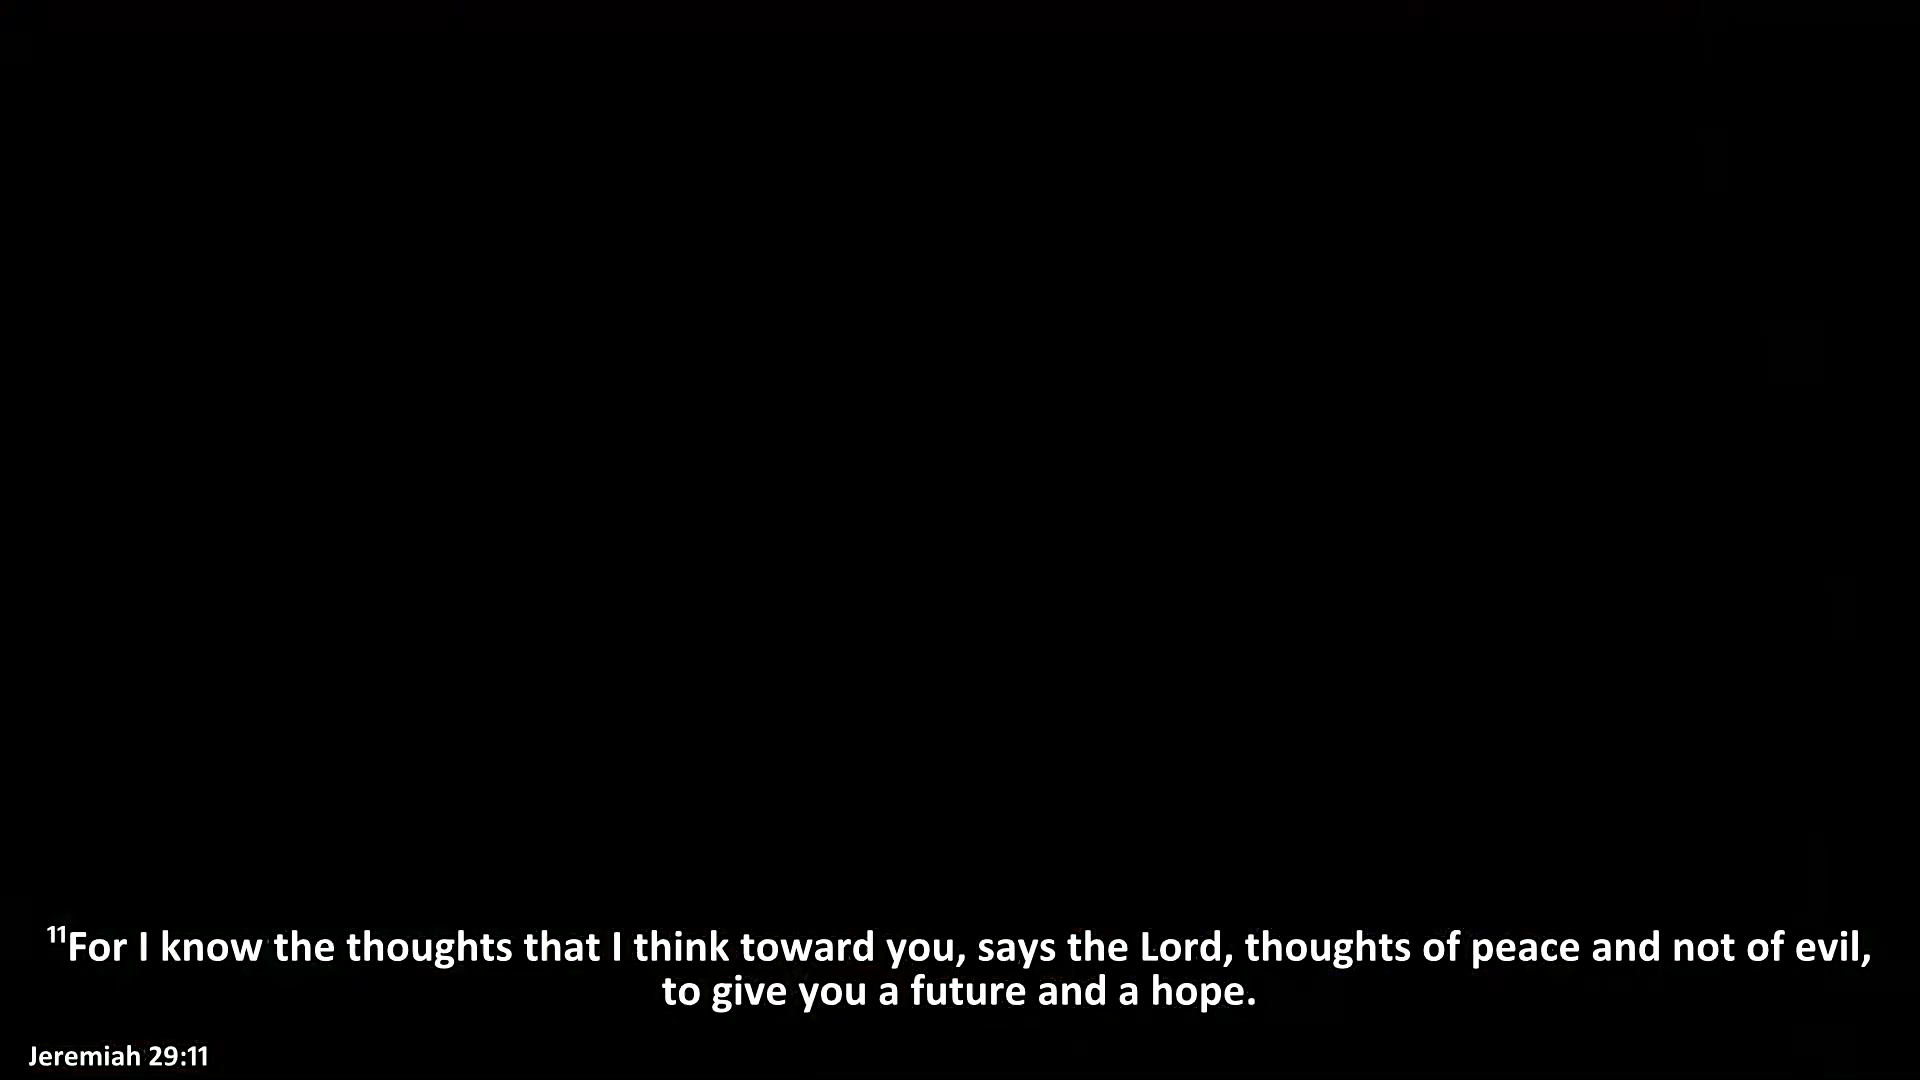 ¹¹For I know the thoughts that I think toward you, says the Lord, thoughts of peace and not of evil,
to give you a future and a hope.
Jeremiah 29:11